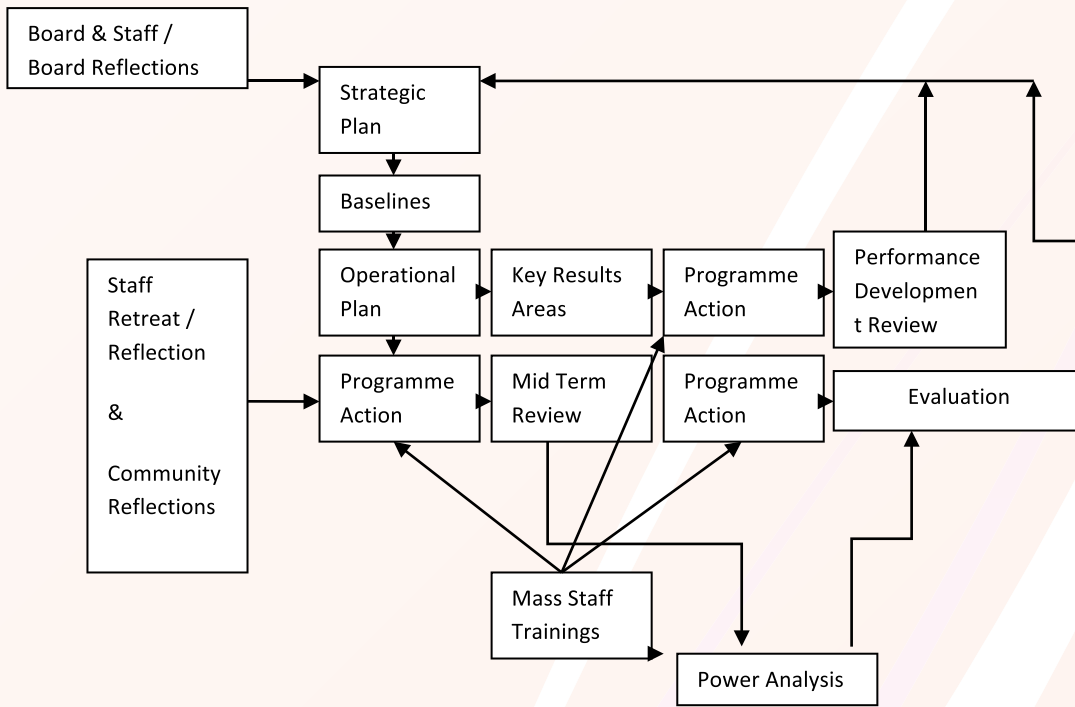 Board & Staff /
Board Reflections
Strategic
Plan
Baselines
Operational
Plan
Key Results
Areas
Programme
Action
Performance
Developmen
t Review
Staff
Retreat /
Reflection
&
Community
Reflections
Programme
Action
Mid Term
Review
Programme
Action
Evaluation
Mass Staff
Trainings
Power Analysis